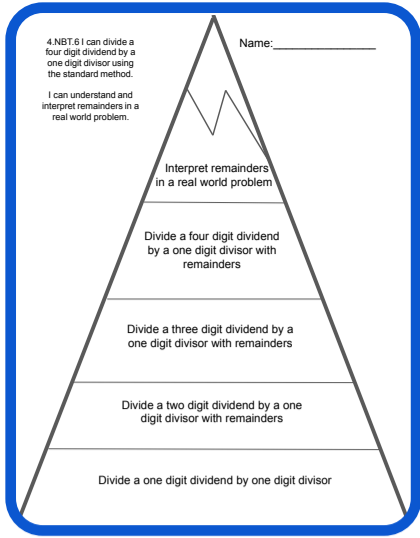 4.NBT.6 I can divide a
four digit dividend by a
one digit divisor using
the standard method.
I can understand and
interpret remainders in a
real world problem.
Name:________________
Interpret remainders
in a real world problem
Divide a four digit dividend
by a one digit divisor with
remainders
Divide a three digit dividend by a
one digit divisor with remainders
Divide a two digit dividend by a one
digit divisor with remainders
Divide a one digit dividend by one digit divisor